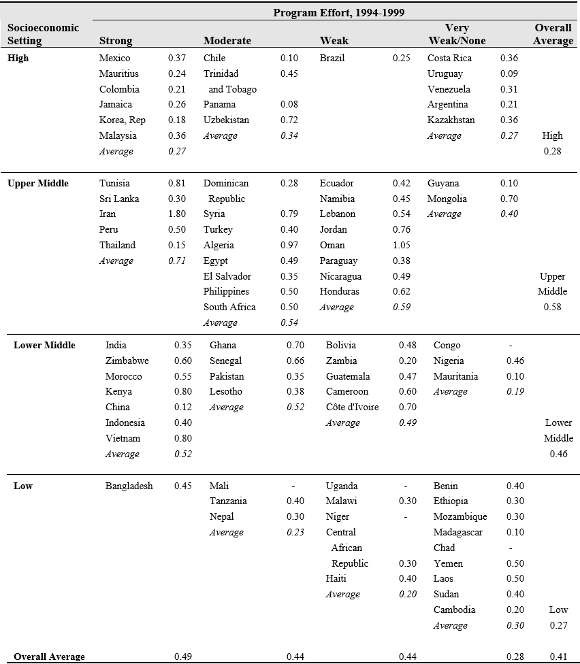 Program Effort, 1994-1999
Socioeconomic Very Overall
Setting Strong Moderate Weak Weak/None Average
High Mexico 0.37 Chile 0.10 Brazil 0.25 Costa Rica 0.36
Mauritius 0.24 Trinidad 0.45 Uruguay 0.09
Colombia 0.21 and Tobago Venezuela 0.31
Jamaica 0.26 Panama 0.08 Argentina 0.21
Korea, Rep 0.18 Uzbekistan 0.72 Kazakhstan 0.36
Malaysia 0.36 Average 0.34 Average 0.27 High
Average 0.27 0.28
Upper Middle Tunisia 0.81 Dominican 0.28 Ecuador 0.42 Guyana 0.10
Sri Lanka 0.30 Republic Namibia 0.45 Mongolia 0.70
Iran 1.80 Syria 0.79 Lebanon 0.54 Average 0.40
Peru 0.50 Turkey 0.40 Jordan 0.76
Thailand 0.15 Algeria 0.97 Oman 1.05
Average 0.71 Egypt 0.49 Paraguay 0.38
El Salvador 0.35 Nicaragua 0.49 Upper
Philippines 0.50 Honduras 0.62 Middle
South Africa 0.50 Average 0.59 0.58
Average 0.54
Lower Middle India 0.35 Ghana 0.70 Bolivia 0.48 Congo -
Zimbabwe 0.60 Senegal 0.66 Zambia 0.20 Nigeria 0.46
Morocco 0.55 Pakistan 0.35 Guatemala 0.47 Mauritania 0.10
Kenya 0.80 Lesotho 0.38 Cameroon 0.60 Average 0.19
China 0.12 Average 0.52 Côte d'Ivoire 0.70
Indonesia 0.40 Average 0.49 Lower
Vietnam 0.80 Middle
Average 0.52 0.46
Low Bangladesh 0.45 Mali - Uganda - Benin 0.40
Tanzania 0.40 Malawi 0.30 Ethiopia 0.30
Nepal 0.30 Niger - Mozambique 0.30
Average 0.23 Central Madagascar 0.10
African Chad -
Republic 0.30 Yemen 0.50
Haiti 0.40 Laos 0.50
Average 0.20 Sudan 0.40
Cambodia 0.20 Low
Average 0.30 0.27
Overall Average 0.49 0.44 0.44 0.28 0.41